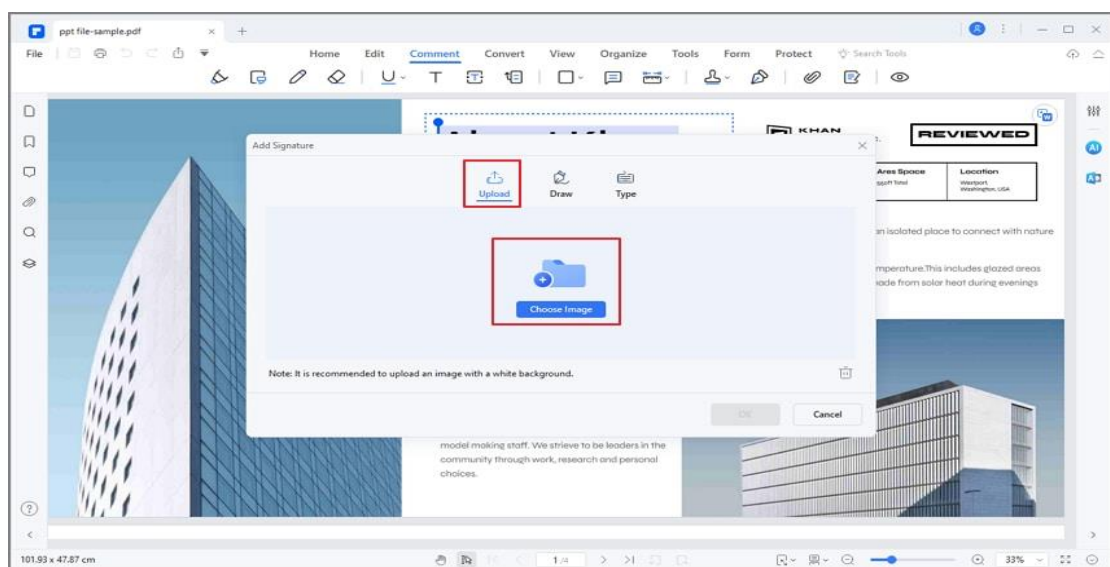 ppt file-sample.pdf
File Home Edit Comment Convert View Organize Tools Form Protect Search Tools
KHAN
REVIEWED
Add Signature
Upload Draw Type
Area Space Location
Westport
Washington, USA
Choose Image
an isolated place to connect with nature
mperature.This includes glazed areas
ade from solar heat during evenings
Note: It is recommended to upload an image with a white background.
OK Cancel
model making staff. We strieve to be leaders in the
community through work, research and personal
choices.
101.93 x 47.87 cm 1 /4 33%